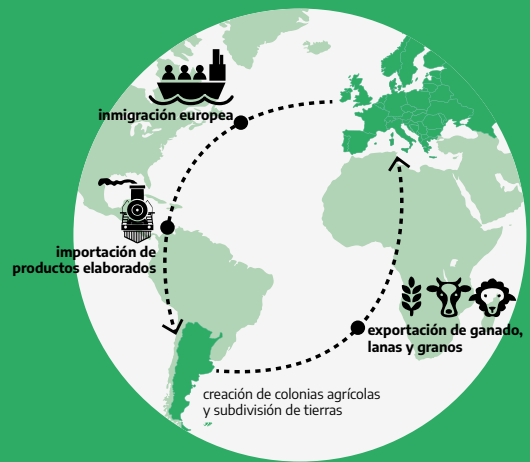 inmigración europea
importación de
productos elaborados
exportación de ganado,
lanas y granos
creación de colonias agrícolas
y subdivisión de tierras